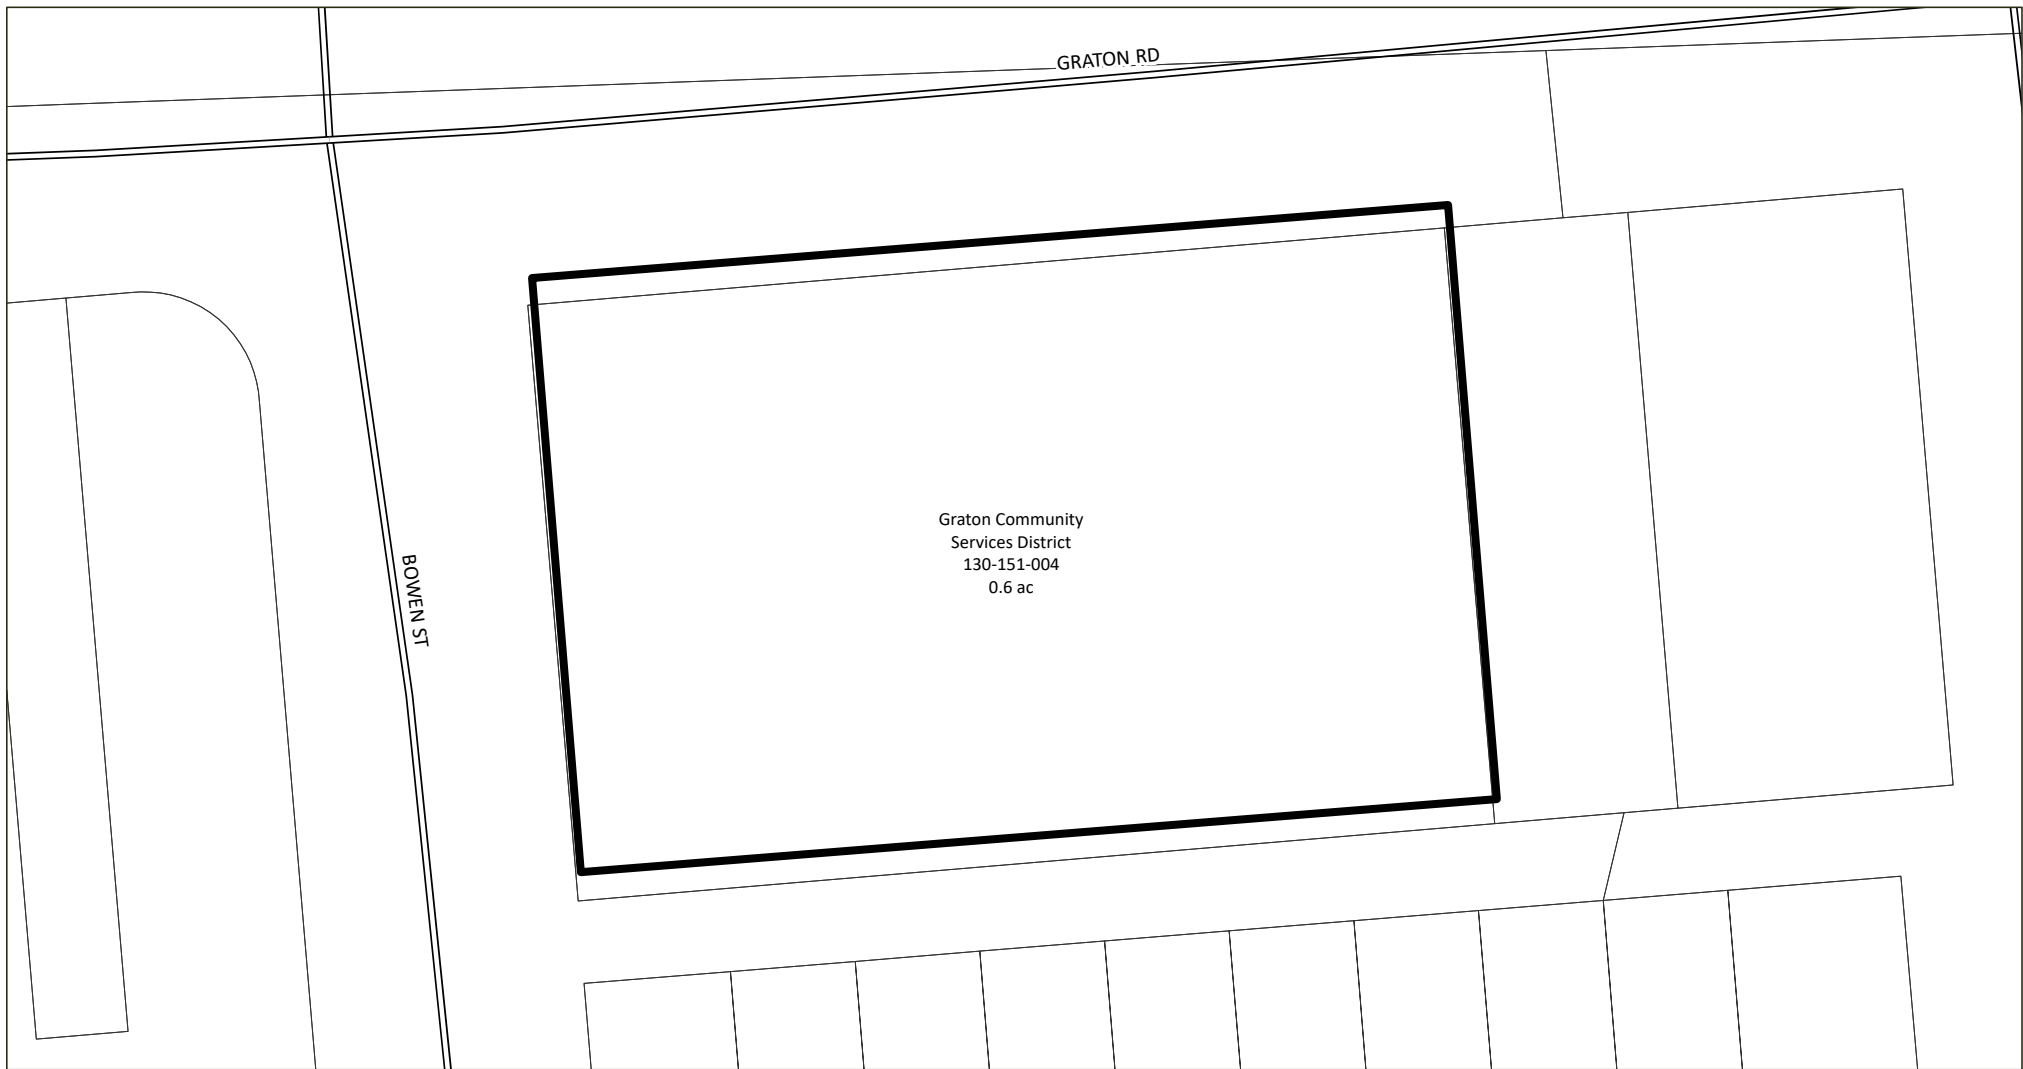 GRATON RD
Graton Community
Services District
130-151-004
0.6 ac
BOWEN ST